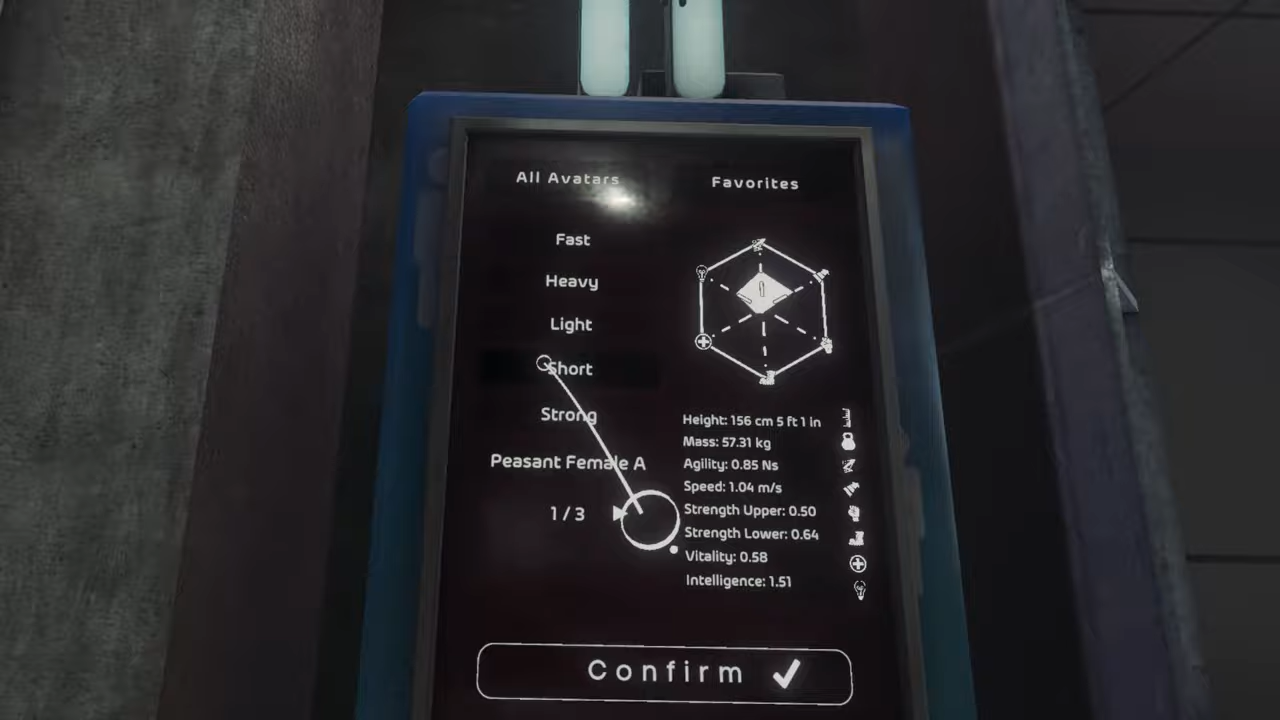 All Avatars
Favorites
Fast
Heavy
Light
Short
Strong
Peasant Female A
1 / 3
Height: 156 cm 5 ft 1 in
Mass: 57.31 kg
Agility: 0.85 Ns
Speed: 1.04 m/s
Strength Upper: 0.50
Strength Lower: 0.64
Vitality: 0.58
Intelligence: 1.51
Confirm